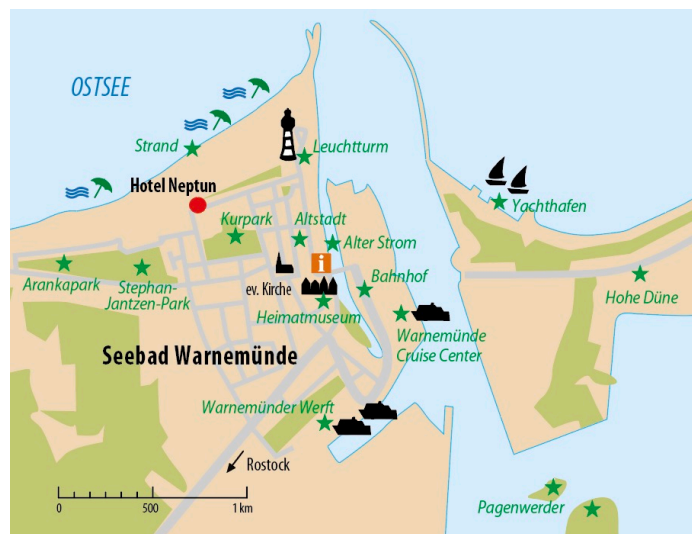 OSTSEE
Strand
Leuchtturm
Hotel Neptun
Yachthafen
Kurpark
Altstadt
Alter Strom
i
Arankapark
Stephan-
Jantzen-Park
ev. Kirche
Bahnhof
Hohe Düne
Heimatmuseum
Warnemünde
Cruise Center
Seebad Warnemünde
Warnemünder Werft
Rostock
Pagenwerder
0 500 1 km